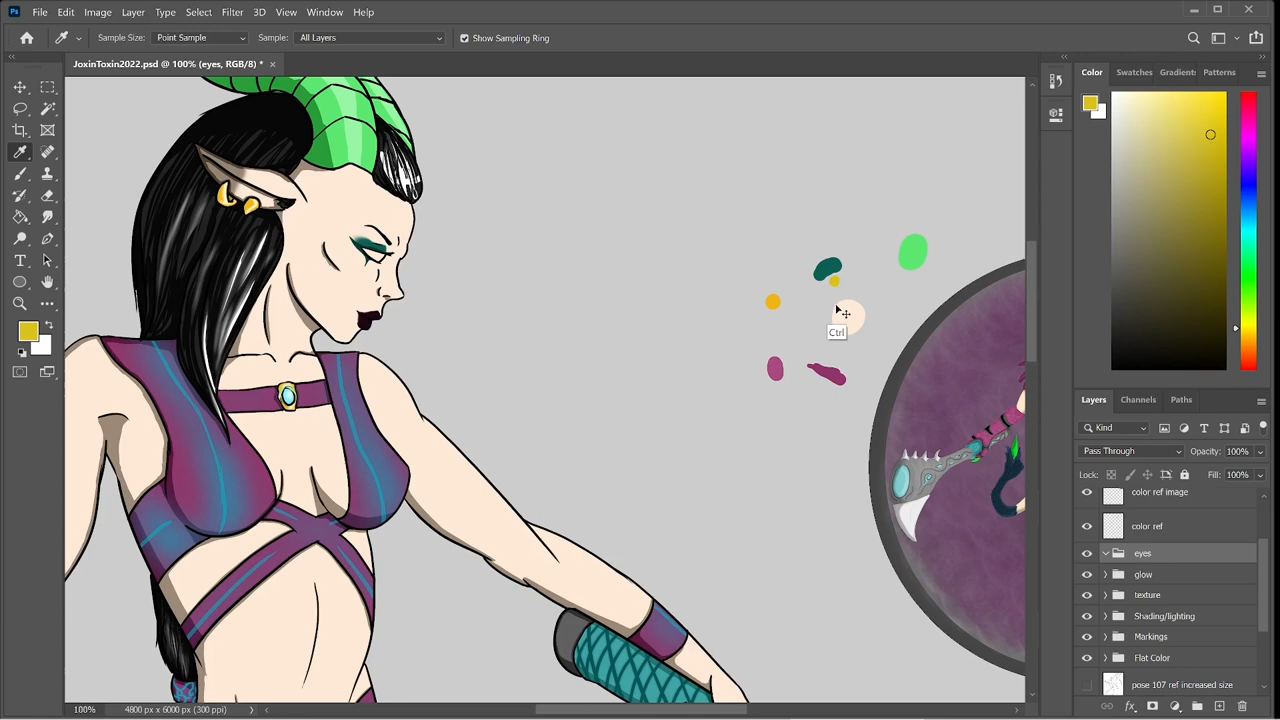 Ps File Edit Image Layer Type Select Filter 3D View Window Help
Sample Size: Point Sample Sample: All Layers Show Sampling Ring
JoxinToxin2022.psd @ 100% (eyes, RGB/8) *
Color Swatches Gradients Patterns
Ctrl
Layers Channels Paths
Kind
Pass Through Opacity: 100%
Lock: Fill: 100%
color ref image
color ref
eyes
glow
texture
Shading/lighting
Markings
Flat Color
pose 107 ref increased size
100% 4800 px x 6000 px (300 ppi)